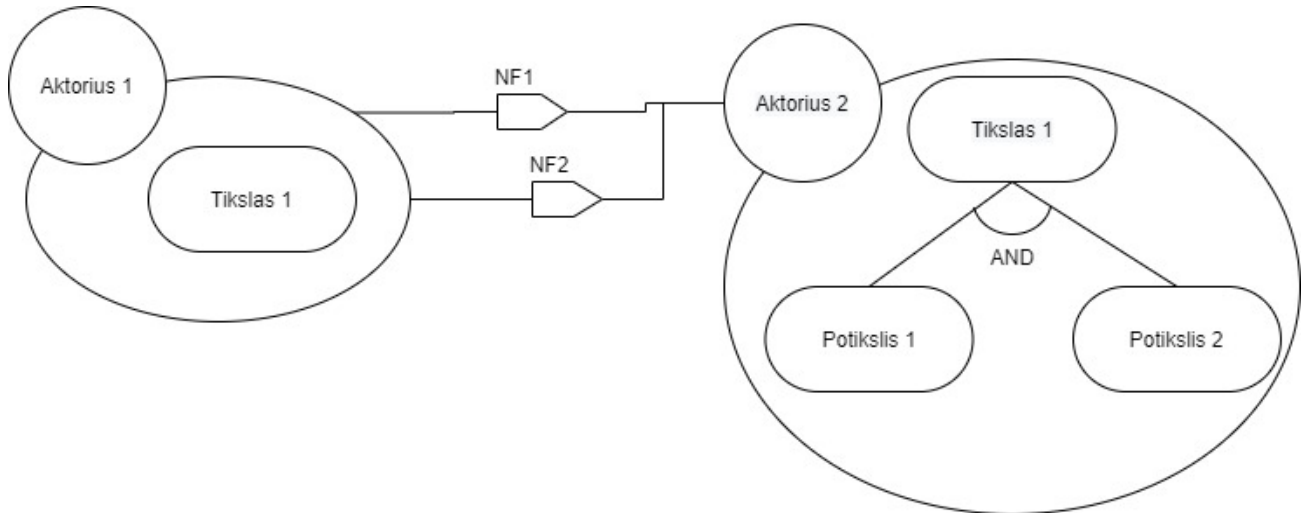 Aktorius 1
Tikslas 1
NF1
NF2
Aktorius 2
Tikslas 1
AND
Potikslis 1
Potikslis 2